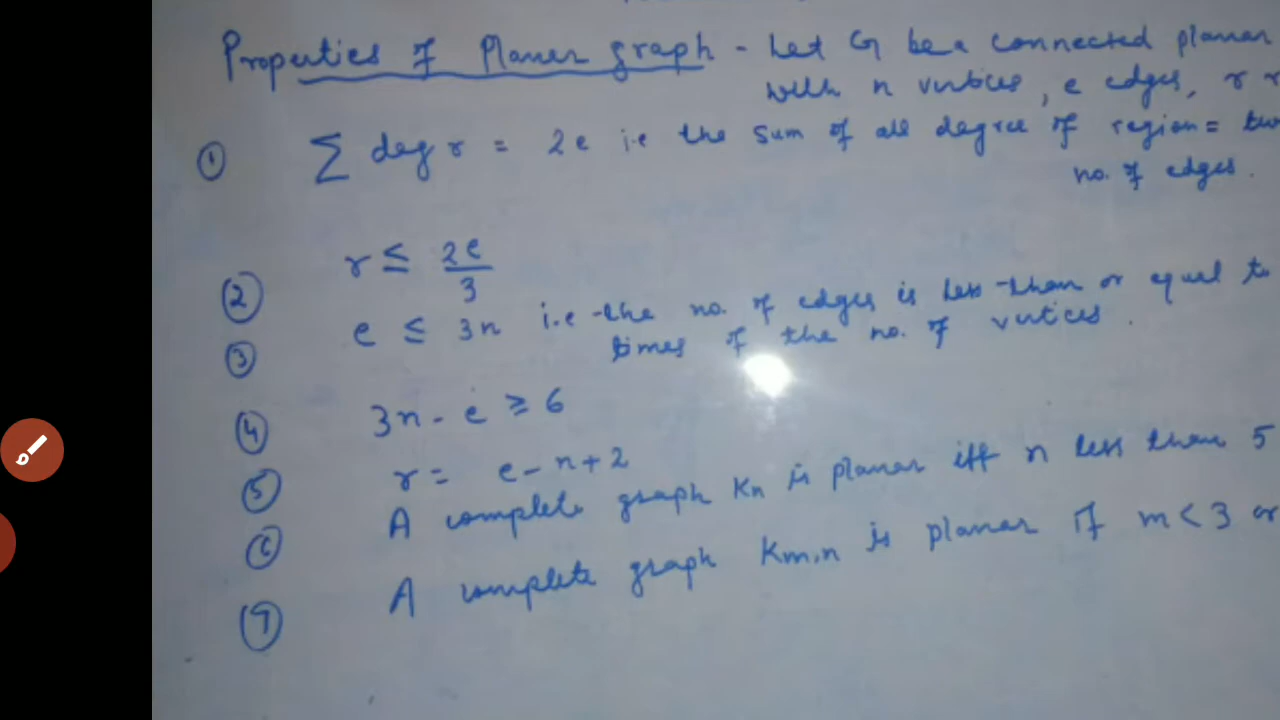 Properties of Planer graph - Let G be a connected planar
with n vertices, e edges, r
① ∑ deg r = 2e i.e the sum of all degree of region =
no. of edges.
② r ≤ 2e/3
③ e ≤ 3n i.e the no. of edges is less than or equal to
times of the no. of vertices.
④ 3n - e ≥ 6
⑤ r = e - n + 2
⑥ A complete graph Kn is planar iff n less than 5
⑦ A complete graph Km,n is planar if m < 3 or